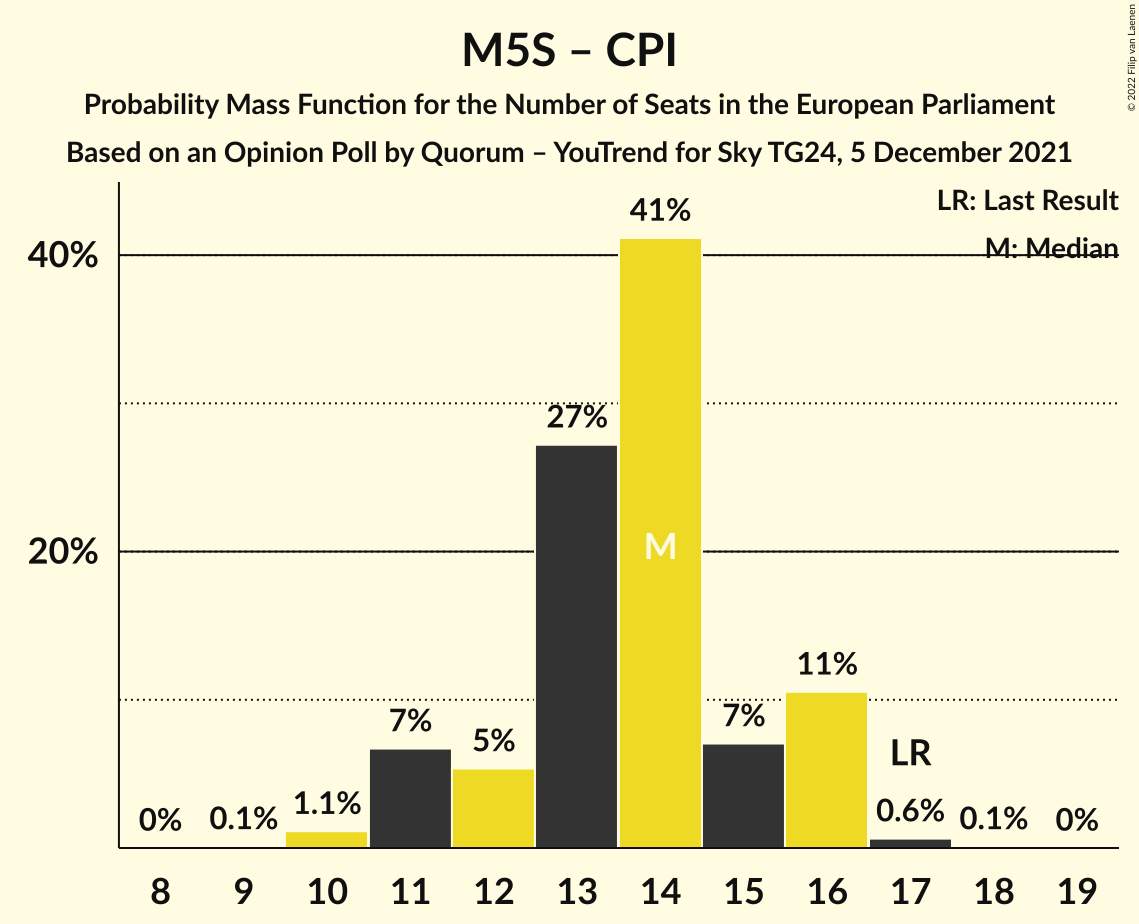 M5S – CPI
Probability Mass Function for the Number of Seats in the European Parliament
Based on an Opinion Poll by Quorum – YouTrend for Sky TG24, 5 December 2021
© 2022 Filip van Laenen
LR: Last Result
M: Median
40%
20%
0%
0.1%
1.1%
7%
5%
27%
41%
M
7%
11%
LR
0.6%
0.1%
0%
8 9 10 11 12 13 14 15 16 17 18 19